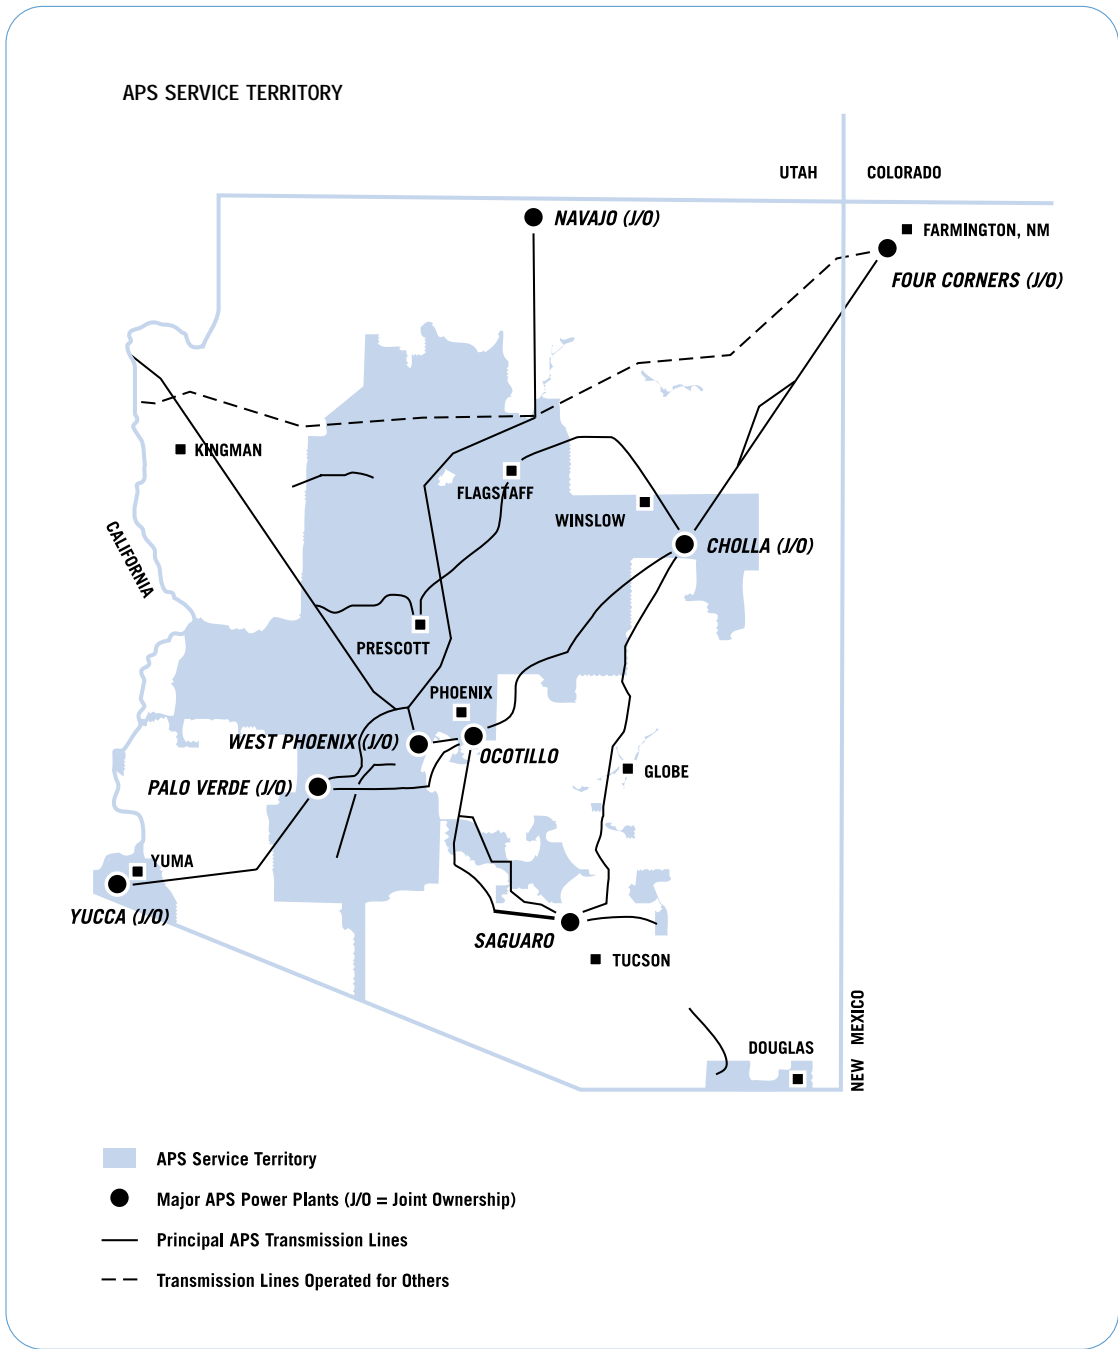 APS SERVICE TERRITORY
UTAH
COLORADO
NAVAJO (J/O)
FARMINGTON, NM
FOUR CORNERS (J/O)
KINGMAN
FLAGSTAFF
WINSLOW
CHOLLA (J/O)
CALIFORNIA
PRESCOTT
PHOENIX
WEST PHOENIX (J/O)
OCOTILLO
GLOBE
PALO VERDE (J/O)
YUMA
YUCCA (J/O)
SAGUARO
TUCSON
NEW MEXICO
DOUGLAS
APS Service Territory
Major APS Power Plants (J/O = Joint Ownership)
Principal APS Transmission Lines
Transmission Lines Operated for Others